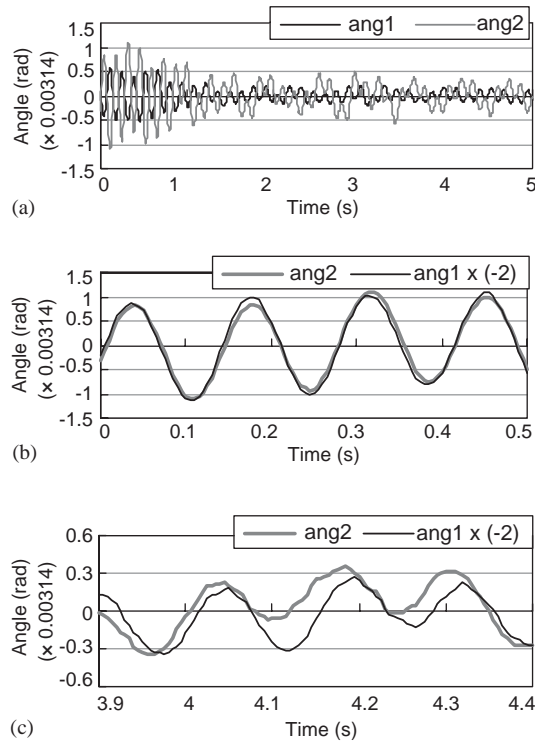 ang1 ang2
Angle (rad)
(× 0.00314)
1.5
1
0.5
0
-0.5
-1
-1.5
0 1 2 3 4 5
Time (s)
(a)
ang2 ang1 x (-2)
Angle (rad)
(× 0.00314)
1.5
1
0.5
0
-0.5
-1
-1.5
0 0.1 0.2 0.3 0.4 0.5
Time (s)
(b)
ang2 ang1 x (-2)
Angle (rad)
(× 0.00314)
0.6
0.3
0
-0.3
-0.6
3.9 4 4.1 4.2 4.3 4.4
Time (s)
(c)